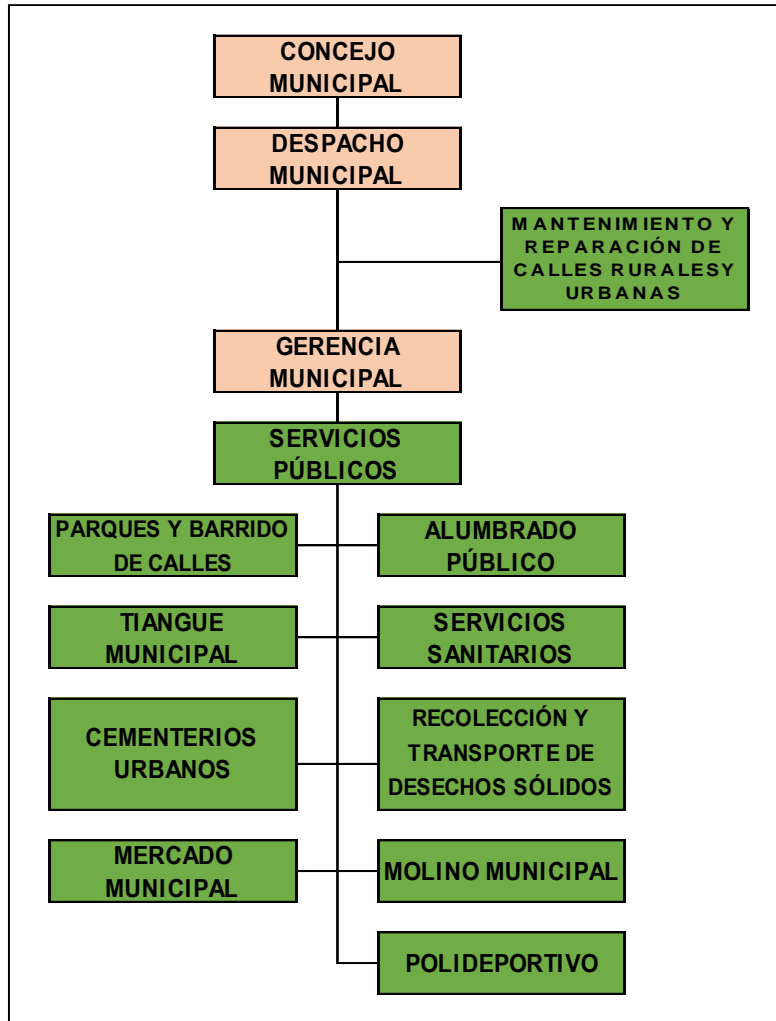 CONCEJO
MUNICIPAL
DESPACHO
MUNICIPAL
MANTENIMIENTO Y
REPARACIÓN DE
CALLES RURALESY
URBANAS
GERENCIA
MUNICIPAL
SERVICIOS
PÚBLICOS
PARQUES Y BARRIDO
DE CALLES
ALUMBRADO
PÚBLICO
TIANGUE
MUNICIPAL
SERVICIOS
SANITARIOS
CEMENTERIOS
URBANOS
RECOLECCIÓN Y
TRANSPORTE DE
DESECHOS SÓLIDOS
MERCADO
MUNICIPAL
MOLINO MUNICIPAL
POLIDEPORTIVO